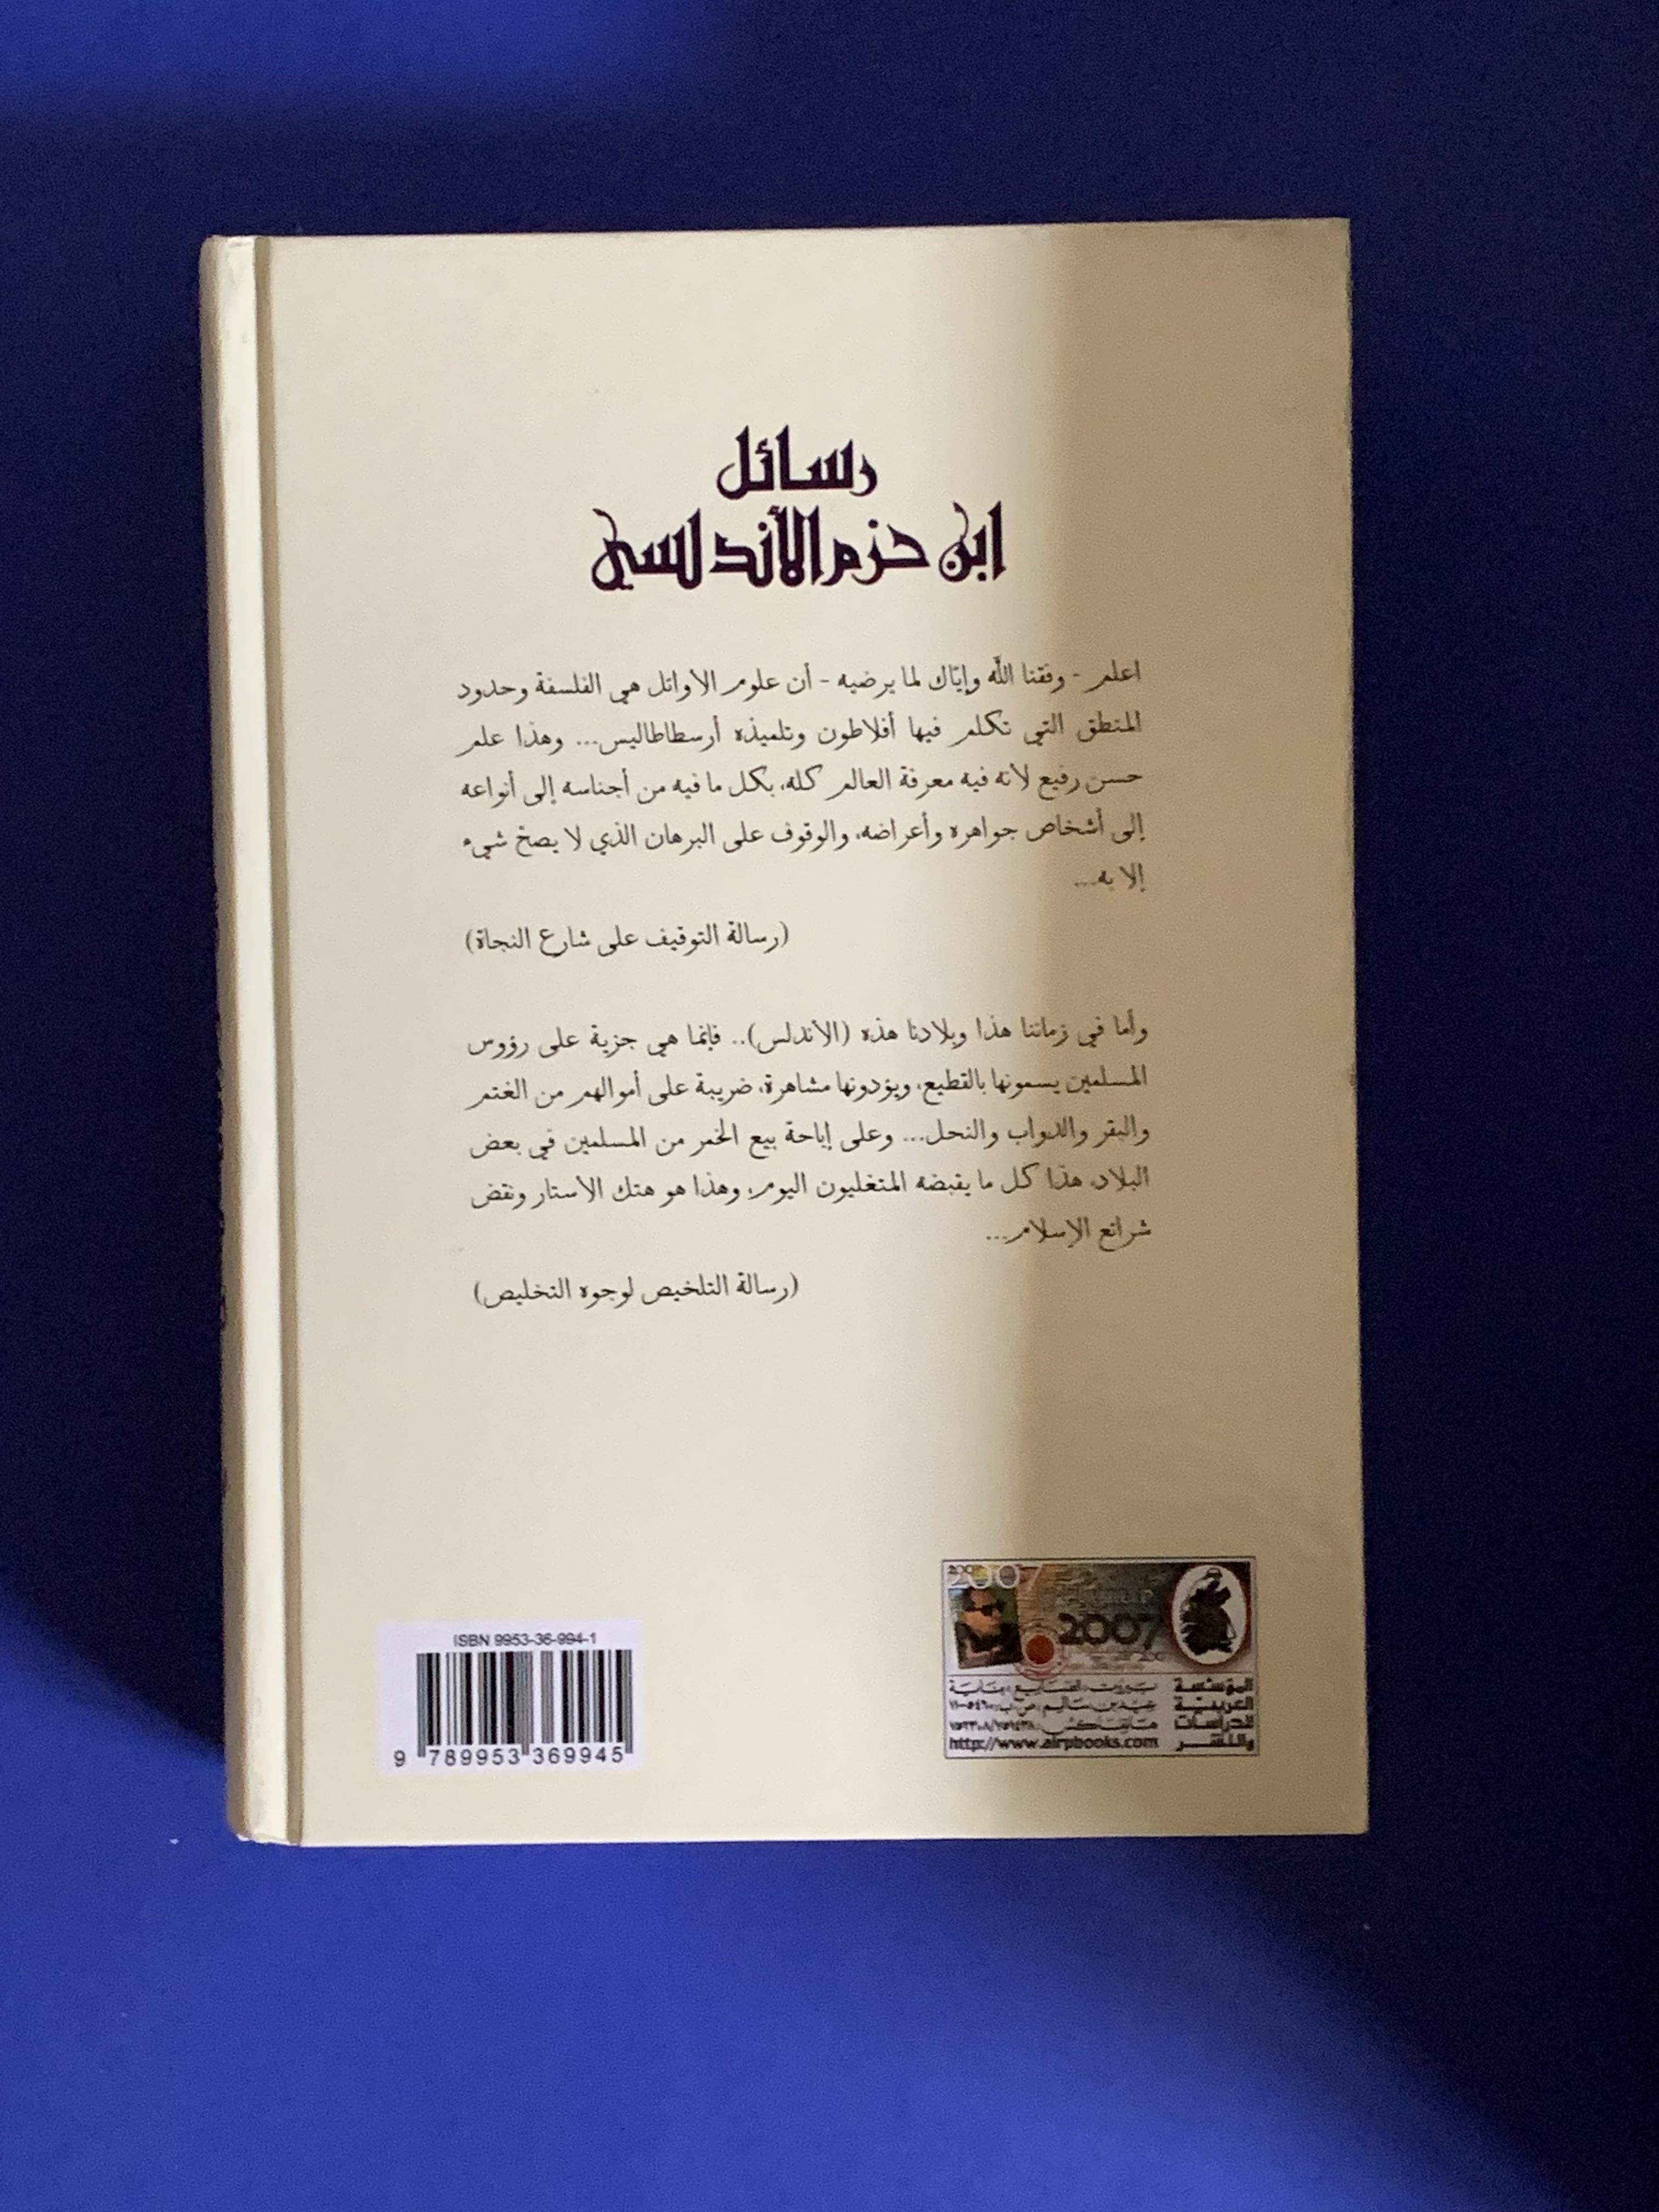 رسائل
ابن حزم الأندلسي
اعلم - وفقنا الله وإيّاك لما يرضيه - أن علوم الأوائل هي الفلسفة وحدود
المنطق التي تكلم فيها أفلاطون وتلميذه أرسطاطاليس... وهذا علم
حسن رفيع لأنه فيه معرفة العالم كله، بكل ما فيه من أجناسه إلى أنواعه
إلى أشخاص جواهره وأعراضه، والوقوف على البرهان الذي لا يصحّ شيء
إلا به...
(رسالة التوقيف على شارع النجاة)
وأما في زماننا هذا وبلادنا هذه (الأندلس).. فإنما هي جزية على رؤوس
المسلمين يسمونها بالقطيع، ويؤدونها مشاهرة، ضريبة على أموالهم من الغنم
والبقر والدواب والنحل... وعلى إباحة بيع الخمر من المسلمين في بعض
البلاد، هذا كل ما يقبضه المتغلبون اليوم، وهذا هو هتك الأستار ونقض
شرائع الإسلام...
(رسالة التلخيص لوجوه التخليص)
2007
2007
المؤسسة
العربية
للدراسات
والنشر
http://www.airpbooks.com
ISBN 9953-36-994-1
9 789953 369945